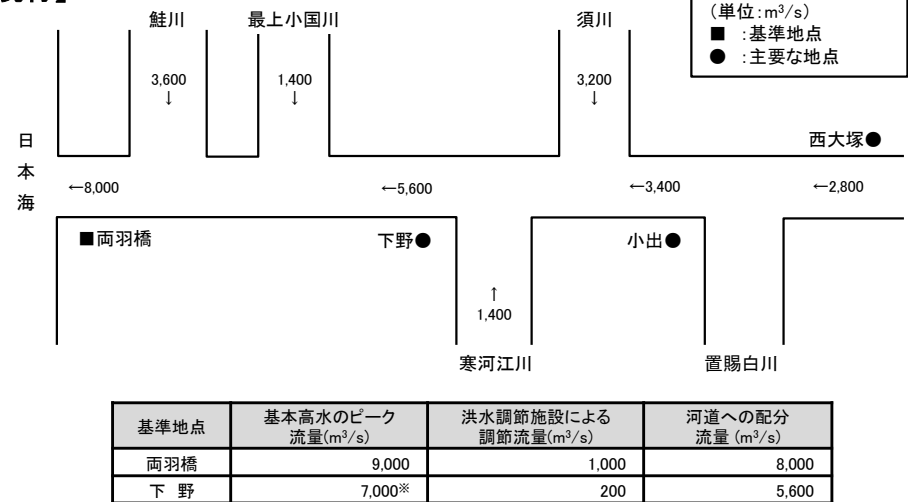 (単位:m³/s)
■ :基準地点
● :主要な地点
鮭川
最上小国川
須川
3,600
↓
1,400
↓
3,200
↓
西大塚●
日本海
←8,000
←5,600
←3,400
←2,800
■両羽橋
下野●
小出●
↑
1,400
寒河江川
置賜白川
基準地点
基本高水のピーク
流量(m³/s)
洪水調節施設による
調節流量(m³/s)
河道への配分
流量 (m³/s)
両羽橋 9,000 1,000 8,000
下 野 7,000※ 200 5,600